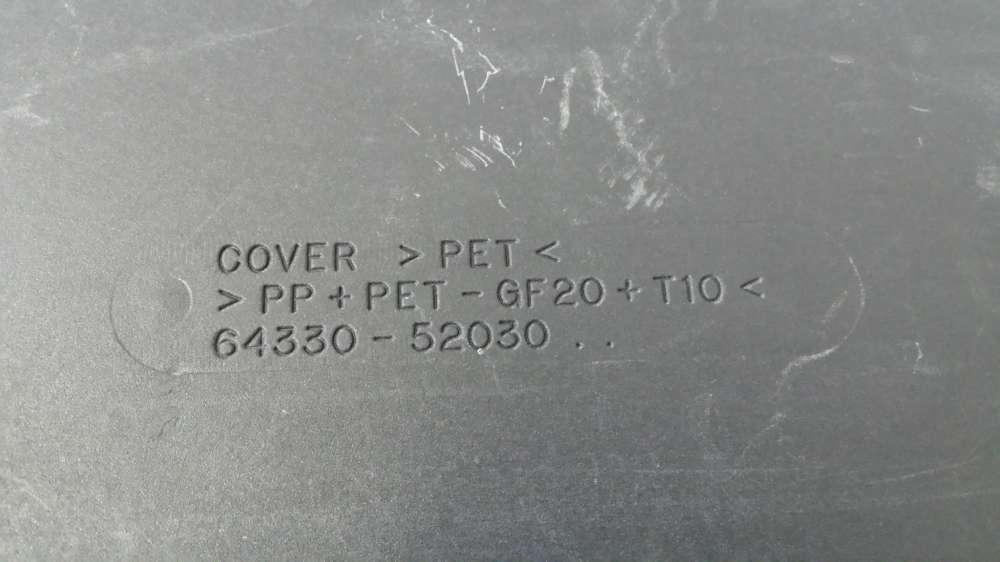 COVER >PET<
>PP+PET-GF20+T10<
64330-52030..